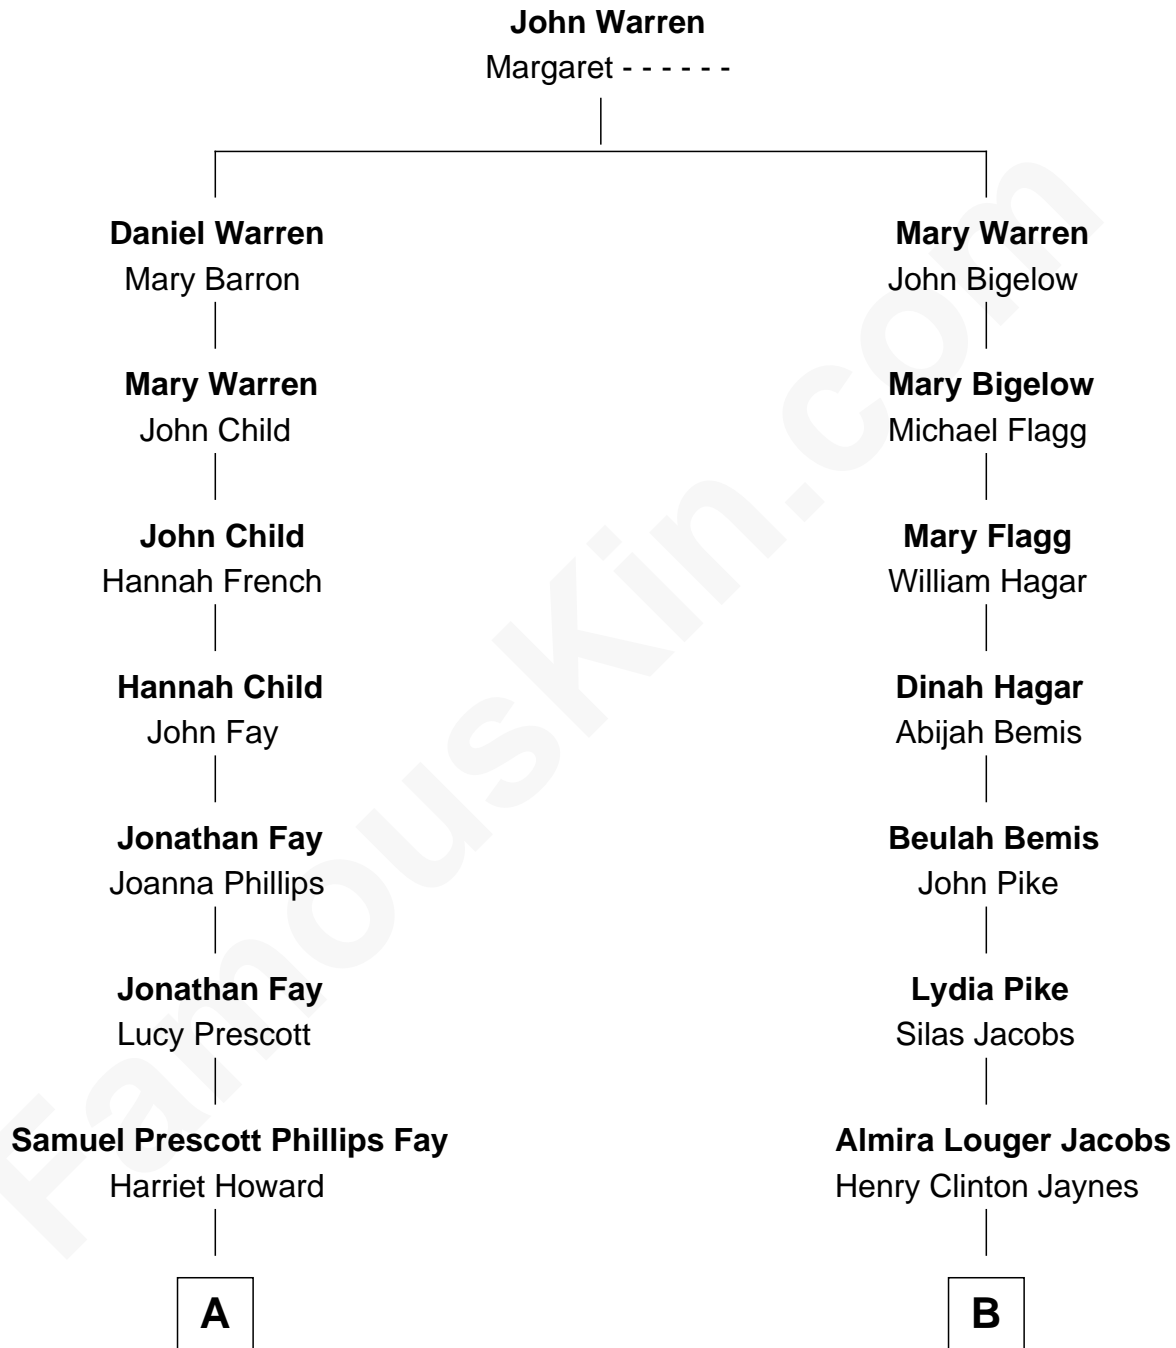 John Warren
Margaret - - - - - -
Daniel Warren
Mary Barron
Mary Warren
John Child
John Child
Hannah French
Hannah Child
John Fay
Jonathan Fay
Joanna Phillips
Jonathan Fay
Lucy Prescott
Samuel Prescott Phillips Fay
Harriet Howard
A
Mary Warren
John Bigelow
Mary Bigelow
Michael Flagg
Mary Flagg
William Hagar
Dinah Hagar
Abijah Bemis
Beulah Bemis
John Pike
Lydia Pike
Silas Jacobs
Almira Louger Jacobs
Henry Clinton Jaynes
B
FamousKin.com